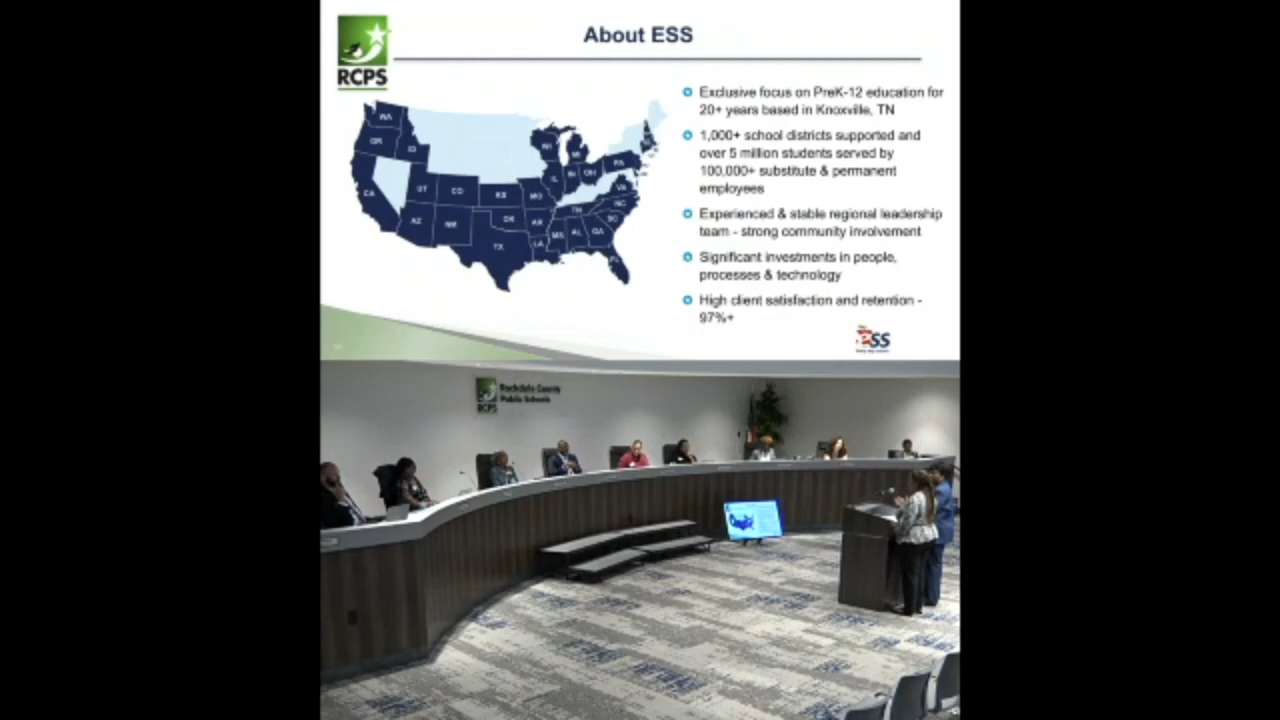 About ESS
RCPS
Exclusive focus on PreK-12 education for
20+ years based in Knoxville, TN
1,000+ school districts supported and
over 5 million students served by
100,000+ substitute & permanent
employees
Experienced & stable regional leadership
team - strong community involvement
Significant investments in people,
processes & technology
High client satisfaction and retention -
97%+
WA
OR
ID
WI
MI
PA
CA
UT
CO
KS
MO
IL
IN
OH
VA
AZ
NM
OK
AR
TN
NC
SC
TX
LA
MS
AL
GA
FL
ESS
Rockdale County
Public Schools
RCPS